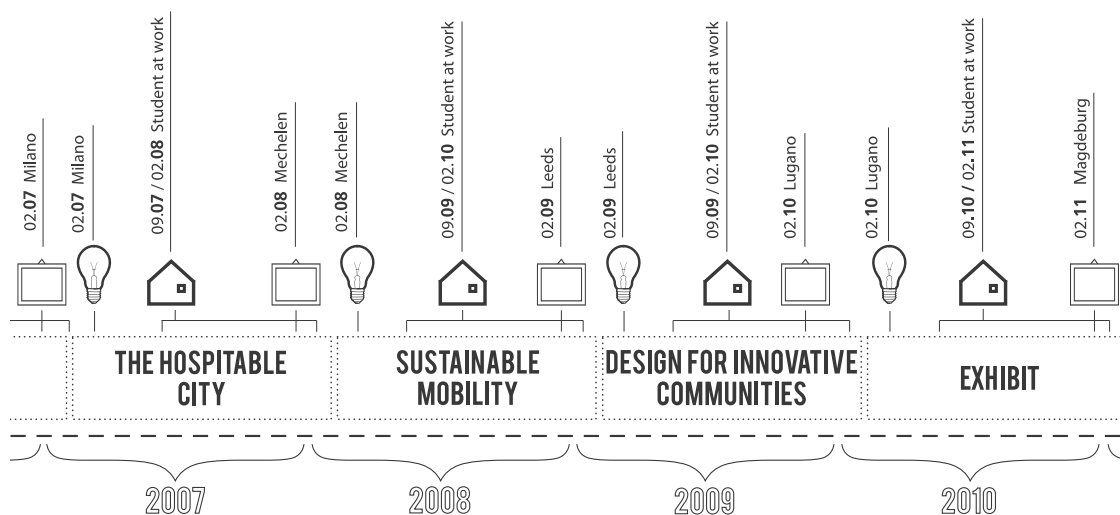 02.07 Milano
02.07 Milano
09.07 / 02.08 Student at work
02.08 Mechelen
02.08 Mechelen
09.09 / 02.10 Student at work
02.09 Leeds
02.09 Leeds
09.09 / 02.10 Student at work
02.10 Lugano
02.10 Lugano
09.10 / 02.11 Student at work
02.11 Magdeburg
THE HOSPITABLE
CITY
SUSTAINABLE
MOBILITY
DESIGN FOR INNOVATIVE
COMMUNITIES
EXHIBIT
2007
2008
2009
2010